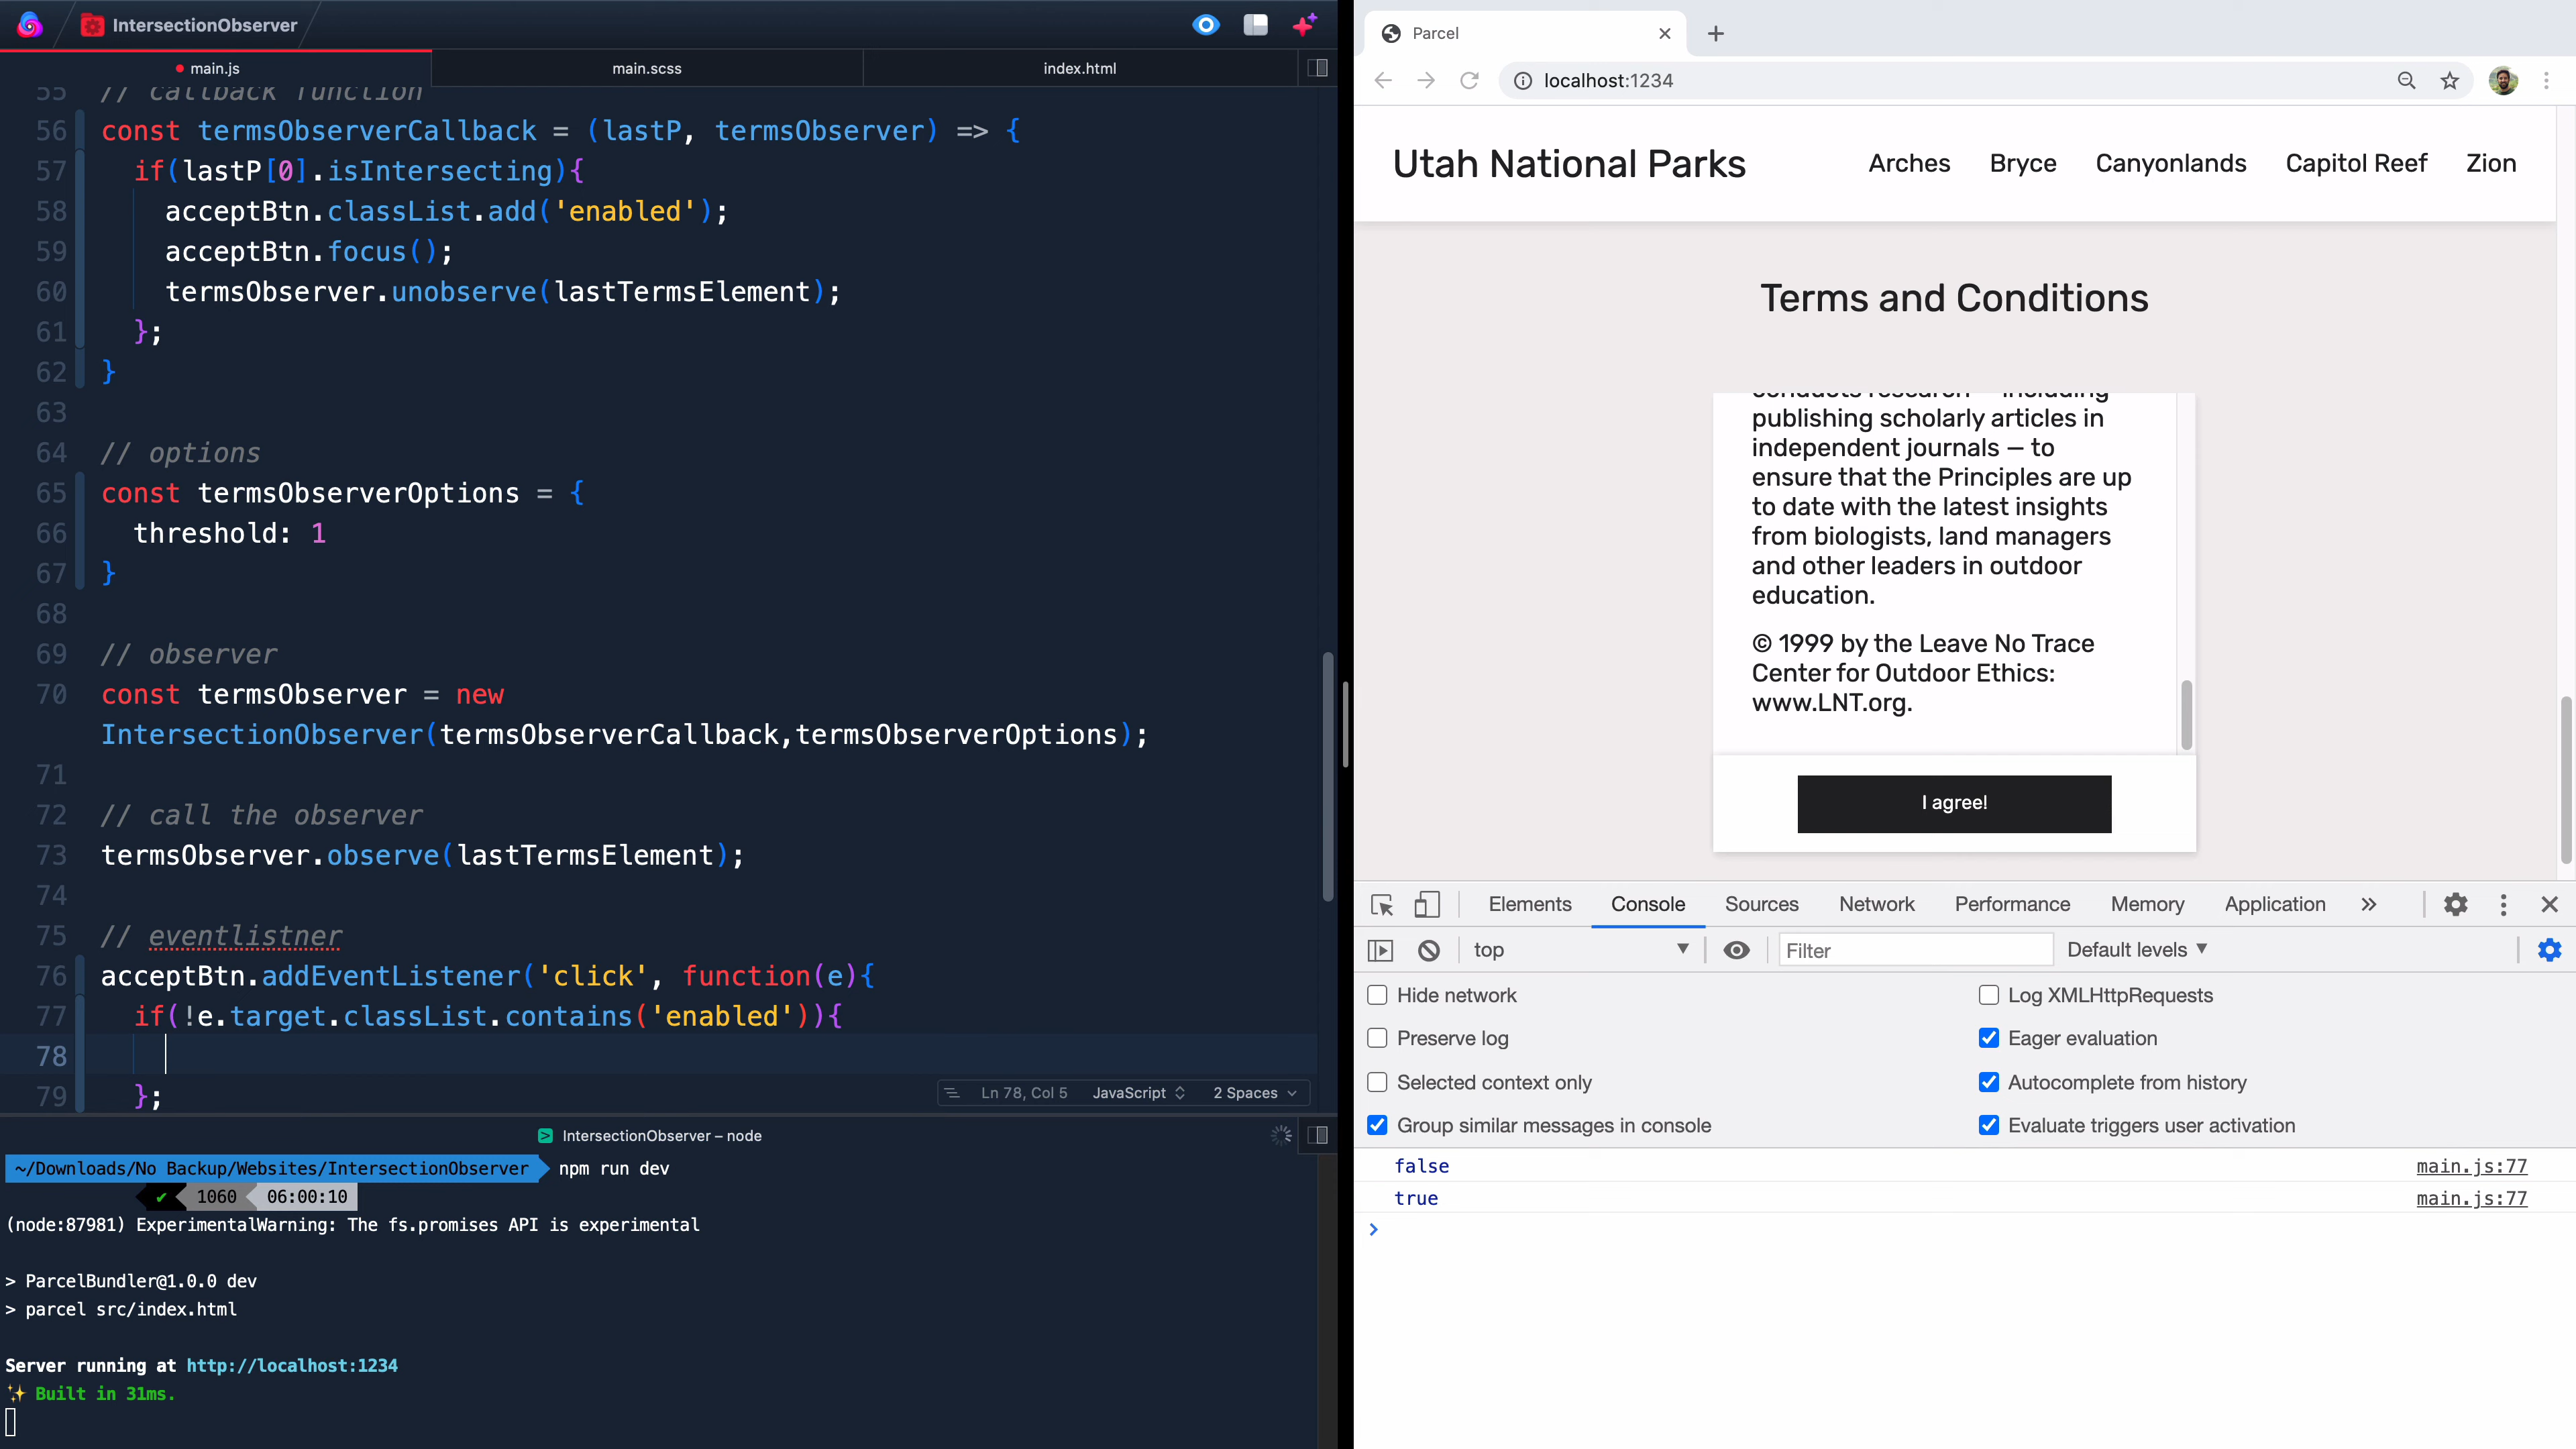 IntersectionObserver
main.js
main.scss
index.html
55 // callback function
56 const termsObserverCallback = (lastP, termsObserver) => {
57 if(lastP[0].isIntersecting){
58 acceptBtn.classList.add('enabled');
59 acceptBtn.focus();
60 termsObserver.unobserve(lastTermsElement);
61 };
62 }
63
64 // options
65 const termsObserverOptions = {
66 threshold: 1
67 }
68
69 // observer
70 const termsObserver = new
IntersectionObserver(termsObserverCallback,termsObserverOptions);
71
72 // call the observer
73 termsObserver.observe(lastTermsElement);
74
75 // eventlistner
76 acceptBtn.addEventListener('click', function(e){
77 if(!e.target.classList.contains('enabled')){
78
79 };
Ln 78, Col 5 JavaScript 2 Spaces
IntersectionObserver – node
~/Downloads/No Backup/Websites/IntersectionObserver npm run dev
✔ 1060 06:00:10
(node:87981) ExperimentalWarning: The fs.promises API is experimental
> ParcelBundler@1.0.0 dev
> parcel src/index.html
Server running at http://localhost:1234
✨ Built in 31ms.
Parcel
localhost:1234
Utah National Parks
Arches Bryce Canyonlands Capitol Reef Zion
Terms and Conditions
conducts research — including
publishing scholarly articles in
independent journals — to
ensure that the Principles are up
to date with the latest insights
from biologists, land managers
and other leaders in outdoor
education.
© 1999 by the Leave No Trace
Center for Outdoor Ethics:
www.LNT.org.
I agree!
Elements Console Sources Network Performance Memory Application »
top Filter Default levels ▼
Hide network Log XMLHttpRequests
Preserve log Eager evaluation
Selected context only Autocomplete from history
Group similar messages in console Evaluate triggers user activation
false main.js:77
true main.js:77